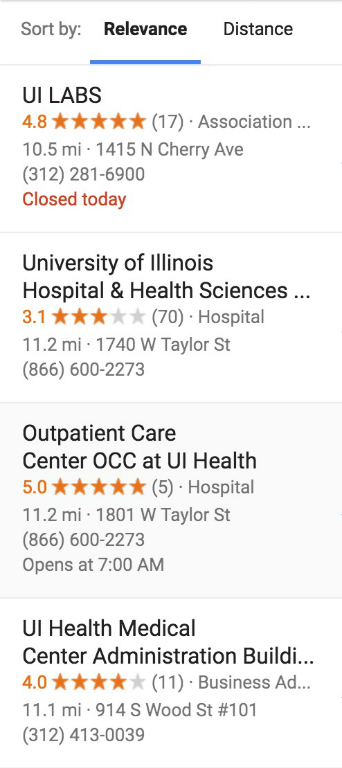 Sort by: Relevance Distance
UI LABS
4.8 (17) · Association ...
10.5 mi · 1415 N Cherry Ave
(312) 281-6900
Closed today
University of Illinois
Hospital & Health Sciences ...
3.1 (70) · Hospital
11.2 mi · 1740 W Taylor St
(866) 600-2273
Outpatient Care
Center OCC at UI Health
5.0 (5) · Hospital
11.2 mi · 1801 W Taylor St
(866) 600-2273
Opens at 7:00 AM
UI Health Medical
Center Administration Buildi...
4.0 (11) · Business Ad...
11.1 mi · 914 S Wood St #101
(312) 413-0039